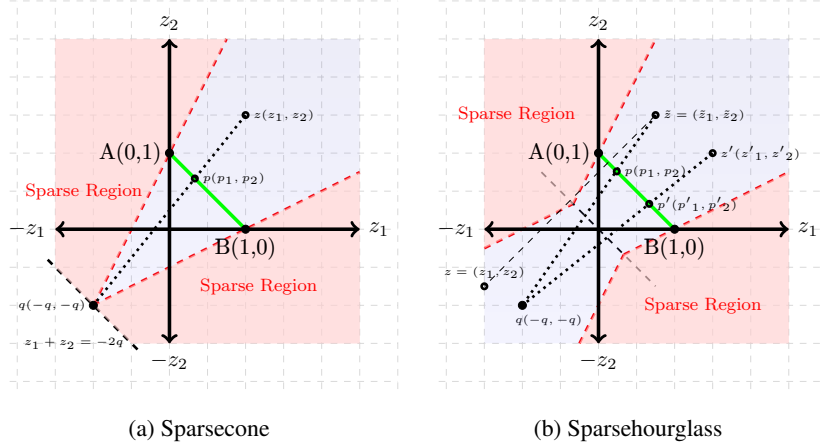 z₂
Sparse Region
z(z₁, z₂)
A(0,1)
p(p₁, p₂)
Sparse Region
−z₁
z₁
B(1,0)
Sparse Region
q(−q, −q)
z₁ + z₂ = −2q
−z₂
(a) Sparsecone
z₂
Sparse Region
z̃ = (z̃₁, z̃₂)
A(0,1)
z'(z'₁, z'₂)
p(p₁, p₂)
p'(p'₁, p'₂)
−z₁
z₁
B(1,0)
z = (z₁, z₂)
Sparse Region
q(−q, −q)
−z₂
(b) Sparsehourglass